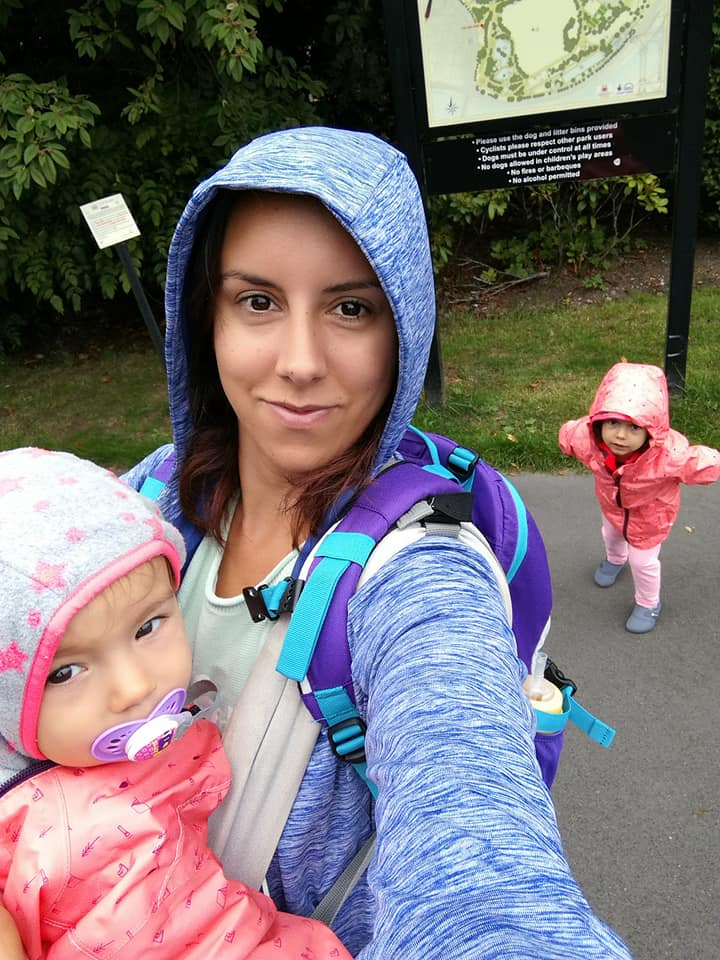 • Please use the dog and litter bins provided
• Cyclists please respect other park users
• Dogs must be under control at all times
• No dogs allowed in children's play areas
• No fires or barbeques
• No alcohol permitted